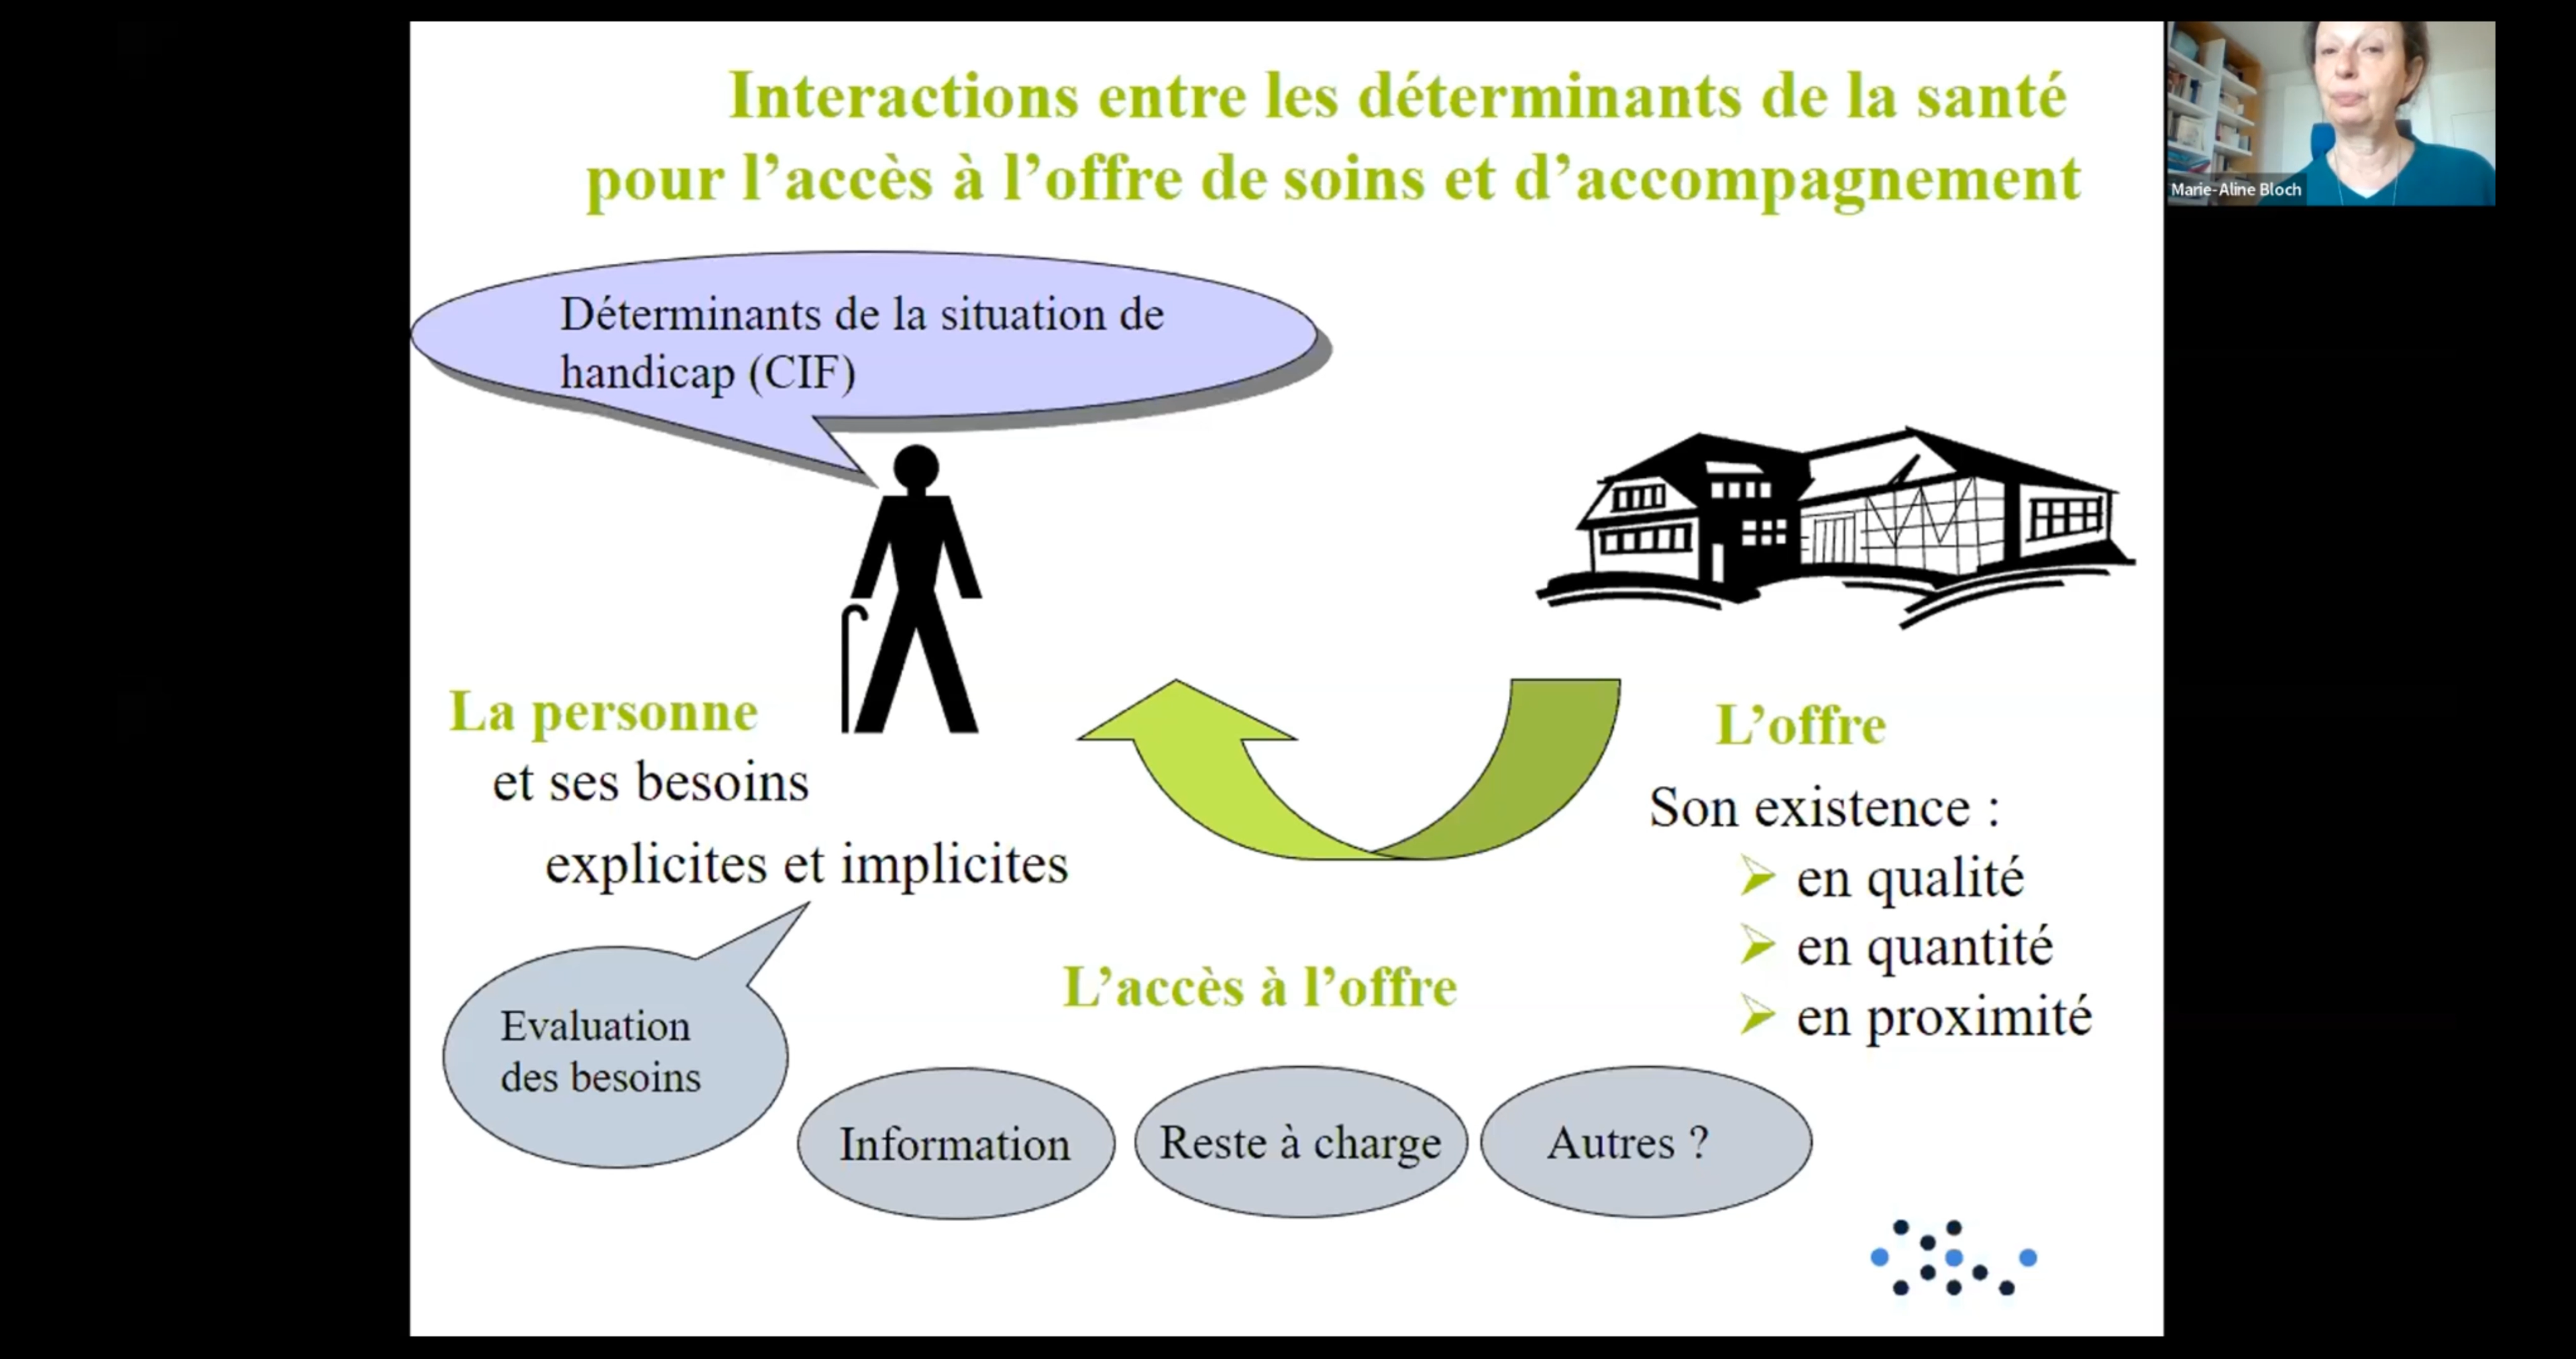 Interactions entre les déterminants de la santé
pour l’accès à l’offre de soins et d’accompagnement
Marie-Aline Bloch
Déterminants de la situation de
handicap (CIF)
La personne
et ses besoins
explicites et implicites
Evaluation
des besoins
L’offre
Son existence :
en qualité
en quantité
en proximité
L’accès à l’offre
Information
Reste à charge
Autres ?